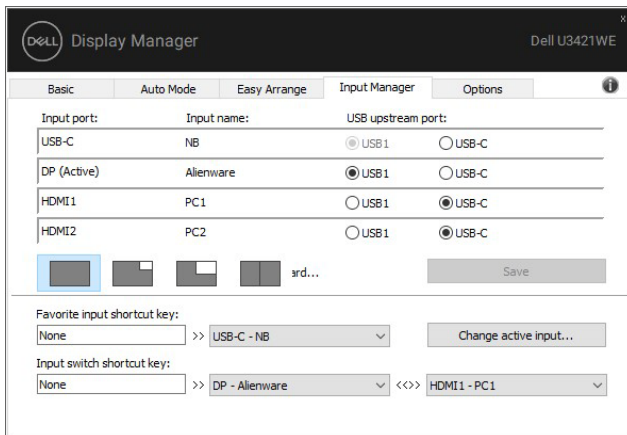 DELL Display Manager Dell U3421WE
x
Basic Auto Mode Easy Arrange Input Manager Options i
Input port: Input name: USB upstream port:
USB-C NB USB1 USB-C
DP (Active) Alienware USB1 USB-C
HDMI1 PC1 USB1 USB-C
HDMI2 PC2 USB1 USB-C
ard... Save
Favorite input shortcut key:
None >> USB-C - NB Change active input...
Input switch shortcut key:
None >> DP - Alienware <<>> HDMI1 - PC1